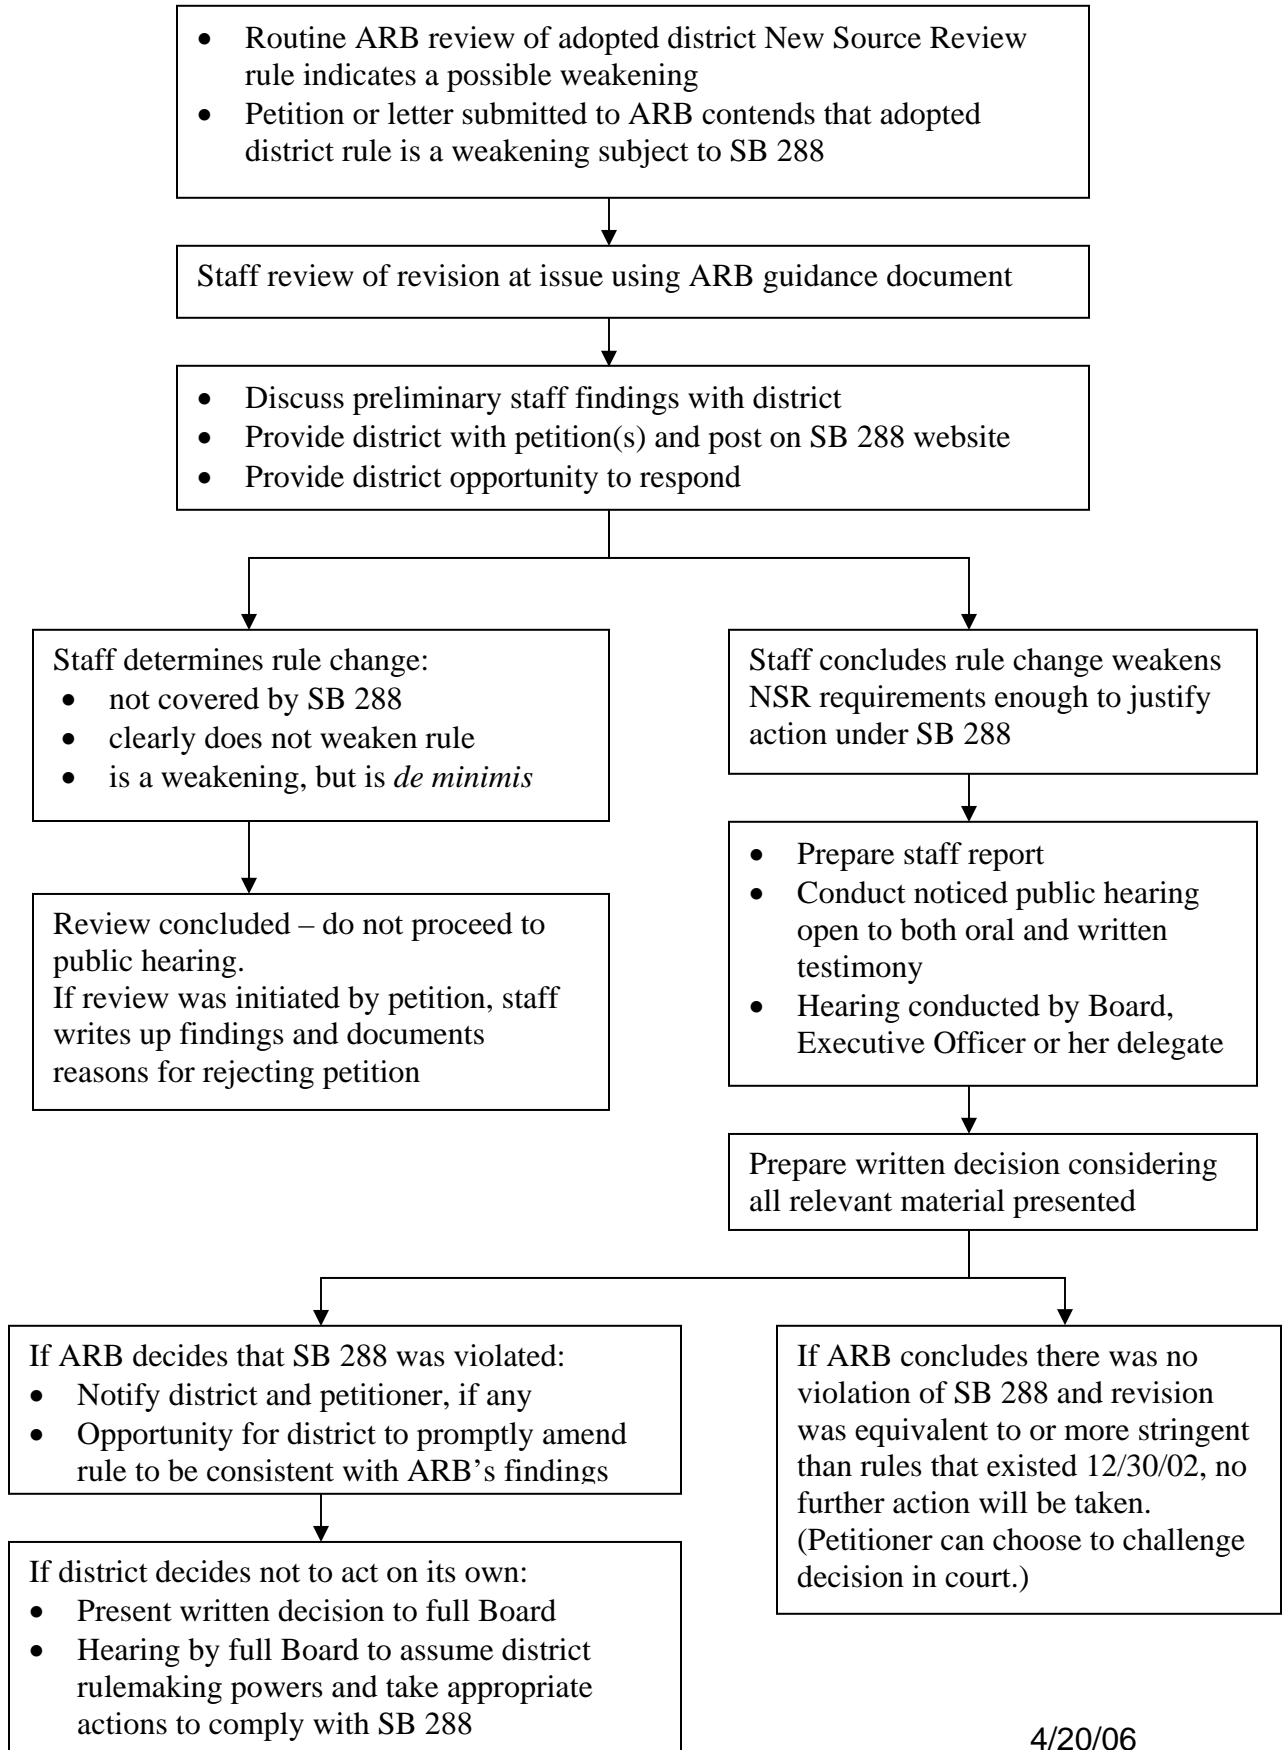 • Routine ARB review of adopted district New Source Review
rule indicates a possible weakening
• Petition or letter submitted to ARB contends that adopted
district rule is a weakening subject to SB 288
Staff review of revision at issue using ARB guidance document
• Discuss preliminary staff findings with district
• Provide district with petition(s) and post on SB 288 website
• Provide district opportunity to respond
Staff determines rule change:
• not covered by SB 288
• clearly does not weaken rule
• is a weakening, but is de minimis
Staff concludes rule change weakens
NSR requirements enough to justify
action under SB 288
Review concluded – do not proceed to
public hearing.
If review was initiated by petition, staff
writes up findings and documents
reasons for rejecting petition
• Prepare staff report
• Conduct noticed public hearing
open to both oral and written
testimony
• Hearing conducted by Board,
Executive Officer or her delegate
Prepare written decision considering
all relevant material presented
If ARB decides that SB 288 was violated:
• Notify district and petitioner, if any
• Opportunity for district to promptly amend
rule to be consistent with ARB’s findings
If ARB concludes there was no
violation of SB 288 and revision
was equivalent to or more stringent
than rules that existed 12/30/02, no
further action will be taken.
(Petitioner can choose to challenge
decision in court.)
If district decides not to act on its own:
• Present written decision to full Board
• Hearing by full Board to assume district
rulemaking powers and take appropriate
actions to comply with SB 288
4/20/06